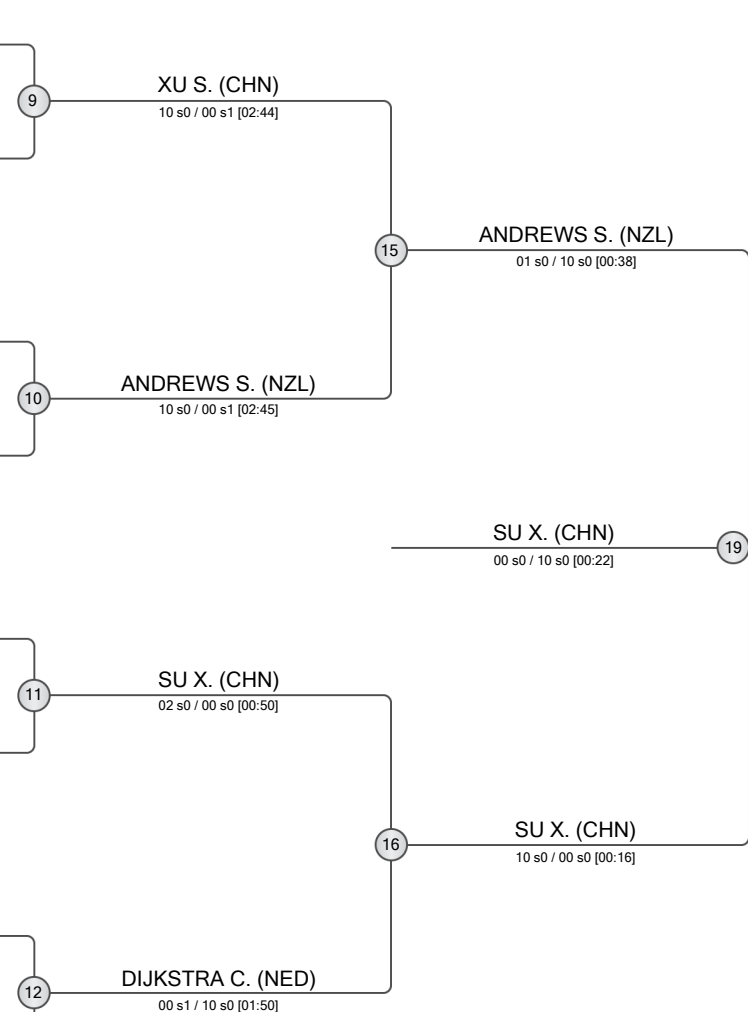 9
XU S. (CHN)
10 s0 / 00 s1 [02:44]
15
ANDREWS S. (NZL)
01 s0 / 10 s0 [00:38]
10
ANDREWS S. (NZL)
10 s0 / 00 s1 [02:45]
SU X. (CHN)
00 s0 / 10 s0 [00:22]
19
11
SU X. (CHN)
02 s0 / 00 s0 [00:50]
16
SU X. (CHN)
10 s0 / 00 s0 [00:16]
12
DIJKSTRA C. (NED)
00 s1 / 10 s0 [01:50]